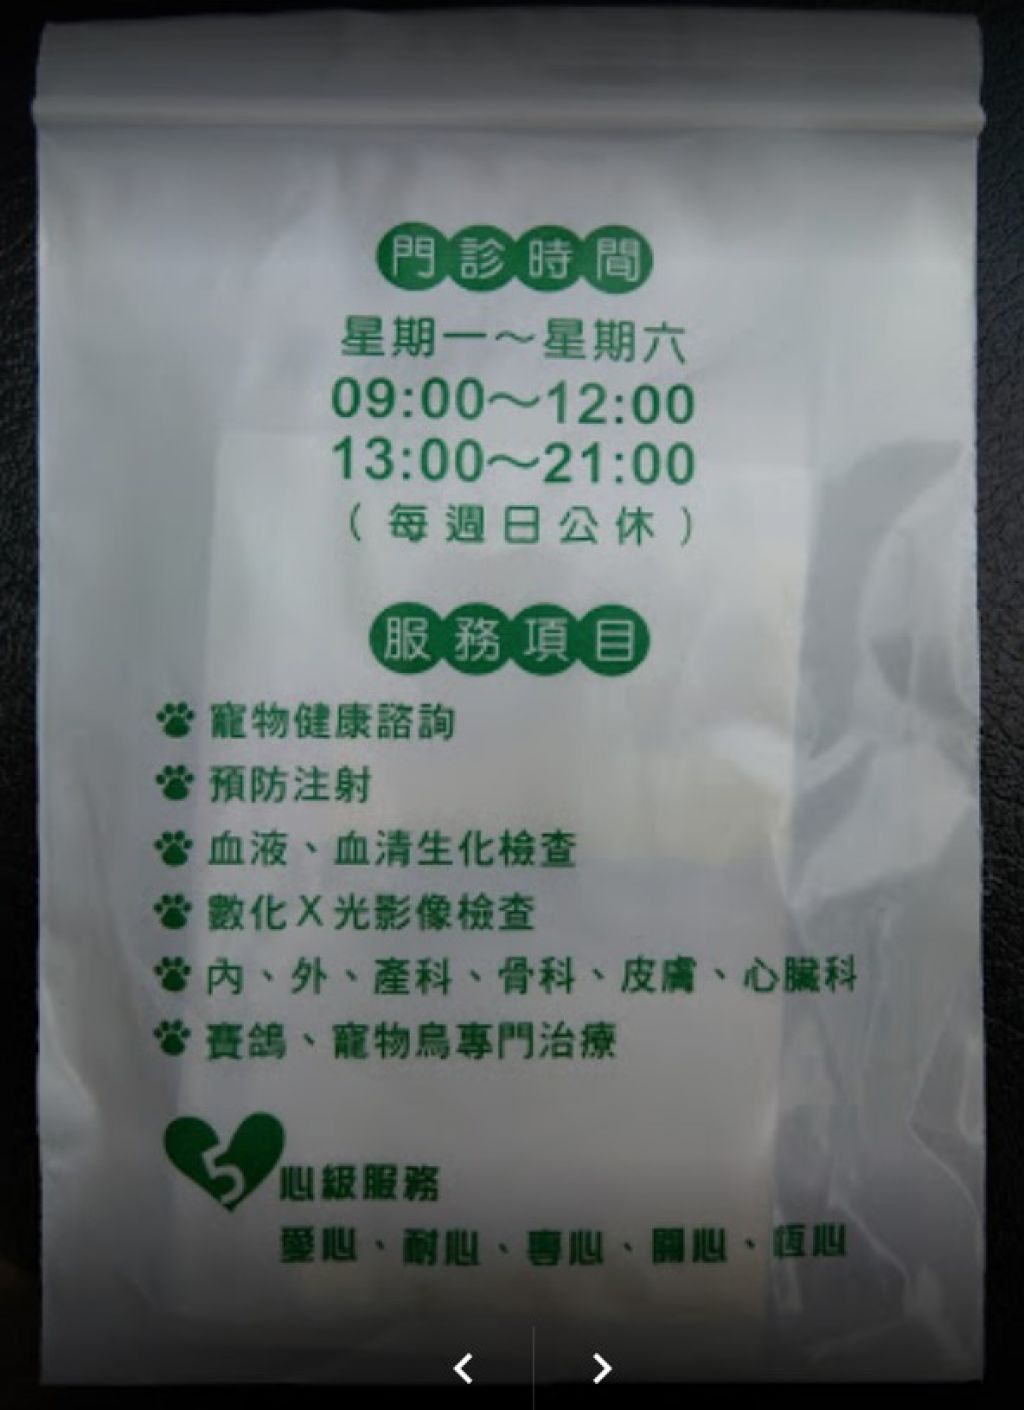 門診時間
星期一～星期六
09:00～12:00
13:00～21:00
（每週日公休）
服務項目
寵物健康諮詢
預防注射
血液、血清生化檢查
數化X光影像檢查
內、外、產科、骨科、皮膚、心臟科
賽鴿、寵物鳥專門治療
5心級服務
愛心、耐心、專心、關心、恆心